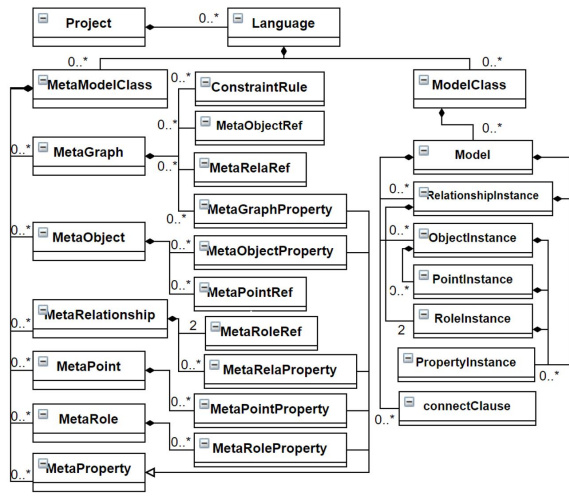 Project
0..*
Language
0..*
0..*
MetaModelClass
0..*
ConstraintRule
ModelClass
0..*
MetaObjectRef
0..*
0..*
MetaGraph
0..*
MetaRelaRef
Model
0..*
MetaGraphProperty
0..*
RelationshipInstance
0..*
MetaObject
0..*
MetaObjectProperty
0..*
ObjectInstance
0..*
MetaPointRef
PointInstance
0..*
MetaRelationship
2
MetaRoleRef
2
RoleInstance
0..*
0..*
MetaRelaProperty
PropertyInstance
0..*
0..*
MetaPoint
0..*
MetaPointProperty
connectClause
0..*
0..*
MetaRole
0..*
MetaRoleProperty
0..*
MetaProperty